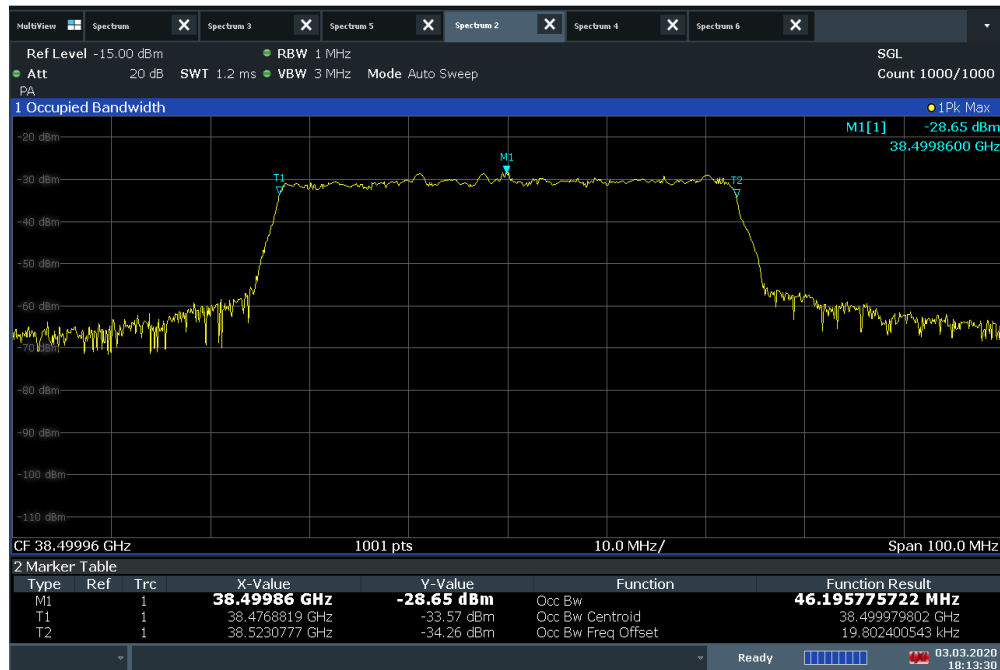 MultiView Spectrum X Spectrum 3 X Spectrum 5 X Spectrum 2 X Spectrum 4 X Spectrum 6 X
Ref Level -15.00 dBm RBW 1 MHz SGL
Att 20 dB SWT 1.2 ms VBW 3 MHz Mode Auto Sweep Count 1000/1000
PA
1 Occupied Bandwidth 1Pk Max
M1[1] -28.65 dBm
38.4998600 GHz
-20 dBm
M1
-30 dBm
T1
T2
-40 dBm
-50 dBm
-60 dBm
-70 dBm
-80 dBm
-90 dBm
-100 dBm
-110 dBm
CF 38.49996 GHz 1001 pts 10.0 MHz/ Span 100.0 MHz
2 Marker Table
Type Ref Trc X-Value Y-Value Function Function Result
M1 1 38.49986 GHz -28.65 dBm Occ Bw 46.195775722 MHz
T1 1 38.4768819 GHz -33.57 dBm Occ Bw Centroid 38.499979802 GHz
T2 1 38.5230777 GHz -34.26 dBm Occ Bw Freq Offset 19.802400543 kHz
Ready 03.03.2020
18:13:30